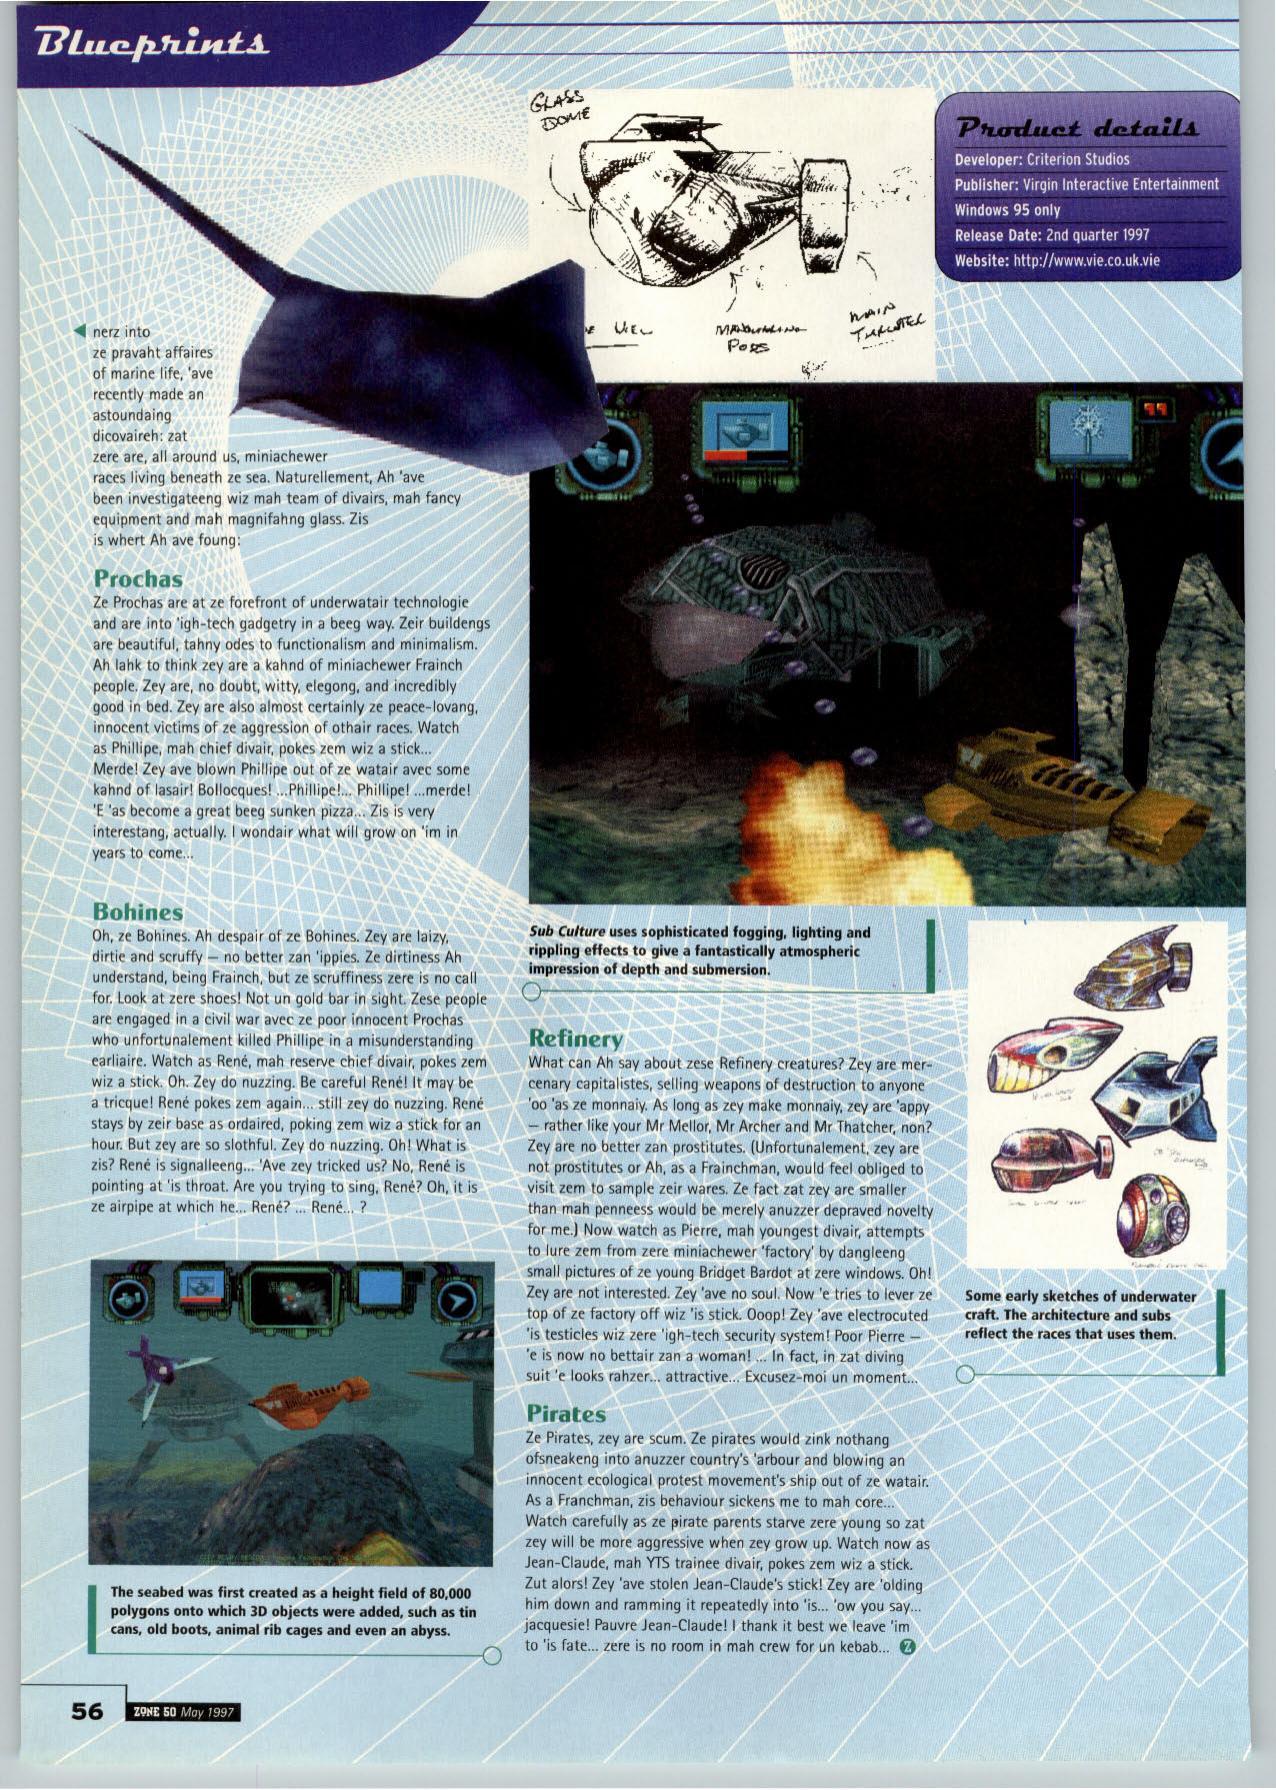 Blueprints
GLASS
DOME
VIEW
MANOUVERING
PODS
MAIN
THRUSTER
Product details
Developer: Criterion Studios
Publisher: Virgin Interactive Entertainment
Windows 95 only
Release Date: 2nd quarter 1997
Website: http://www.vie.co.uk.vie
nerz into
ze pravaht affaires
of marine life, 'ave
recently made an
astoundaing
dicovaireh: zat
zere are, all around us, miniachewer
races living beneath ze sea. Naturellement, Ah 'ave
been investigateeng wiz mah team of divairs, mah fancy
equipment and mah magnifahng glass. Zis
is whert Ah ave foung:
Prochas
Ze Prochas are at ze forefront of underwatair technologie
and are into 'igh-tech gadgetry in a beeg way. Zeir buildengs
are beautiful, tahny odes to functionalism and minimalism.
Ah lahk to think zey are a kahnd of miniachewer Frainch
people. Zey are, no doubt, witty, elegong, and incredibly
good in bed. Zey are also almost certainly ze peace-lovang,
innocent victims of ze aggression of othair races. Watch
as Phillipe, mah chief divair, pokes zem wiz a stick...
Merde! Zey ave blown Phillipe out of ze watair avec some
kahnd of lasair! Bollocques! ...Phillipe!... Phillipe! ...merde!
'E 'as become a great beeg sunken pizza... Zis is very
interestang, actually. I wondair what will grow on 'im in
years to come...
Bohines
Oh, ze Bohines. Ah despair of ze Bohines. Zey are laizy,
dirtie and scruffy – no better zan 'ippies. Ze dirtiness Ah
understand, being Frainch, but ze scruffiness zere is no call
for. Look at zere shoes! Not un gold bar in sight. Zese people
are engaged in a civil war avec ze poor innocent Prochas
who unfortunalement killed Phillipe in a misunderstanding
earliaire. Watch as René, mah reserve chief divair, pokes zem
wiz a stick. Oh. Zey do nuzzing. Be careful René! It may be
a tricque! René pokes zem again... still zey do nuzzing. René
stays by zeir base as ordaired, poking zem wiz a stick for an
hour. But zey are so slothful. Zey do nuzzing. Oh! What is
zis? René is signalleeng... 'Ave zey tricked us? No, René is
pointing at 'is throat. Are you trying to sing, René? Oh, it is
ze airpipe at which he... René? ... René... ?
The seabed was first created as a height field of 80,000
polygons onto which 3D objects were added, such as tin
cans, old boots, animal rib cages and even an abyss.
Sub Culture uses sophisticated fogging, lighting and
rippling effects to give a fantastically atmospheric
impression of depth and submersion.
Refinery
What can Ah say about zese Refinery creatures? Zey are mer-
cenary capitalistes, selling weapons of destruction to anyone
'oo 'as ze monnaiy. As long as zey make monnaiy, zey are 'appy
– rather like your Mr Mellor, Mr Archer and Mr Thatcher, non?
Zey are no better zan prostitutes. (Unfortunalement, zey are
not prostitutes or Ah, as a Frainchman, would feel obliged to
visit zem to sample zeir wares. Ze fact zat zey are smaller
than mah penneess would be merely anuzzer depraved novelty
for me.) Now watch as Pierre, mah youngest divair, attempts
to lure zem from zere miniachewer 'factory' by dangleeng
small pictures of ze young Bridget Bardot at zere windows. Oh!
Zey are not interested. Zey 'ave no soul. Now 'e tries to lever ze
top of ze factory off wiz 'is stick. Ooop! Zey 'ave electrocuted
'is testicles wiz zere 'igh-tech security system! Poor Pierre –
'e is now no bettair zan a woman! ... In fact, in zat diving
suit 'e looks rahzer... attractive... Excusez-moi un moment...
Pirates
Ze Pirates, zey are scum. Ze pirates would zink nothang
ofsneakeng into anuzzer country's 'arbour and blowing an
innocent ecological protest movement's ship out of ze watair.
As a Franchman, zis behaviour sickens me to mah core...
Watch carefully as ze pirate parents starve zere young so zat
zey will be more aggressive when zey grow up. Watch now as
Jean-Claude, mah YTS trainee divair, pokes zem wiz a stick.
Zut alors! Zey 'ave stolen Jean-Claude's stick! Zey are 'olding
him down and ramming it repeatedly into 'is... 'ow you say...
jacquesie! Pauvre Jean-Claude! I thank it best we leave 'im
to 'is fate... zere is no room in mah crew for un kebab... Z
Some early sketches of underwater
craft. The architecture and subs
reflect the races that uses them.
56
ZONE 50 May 1997